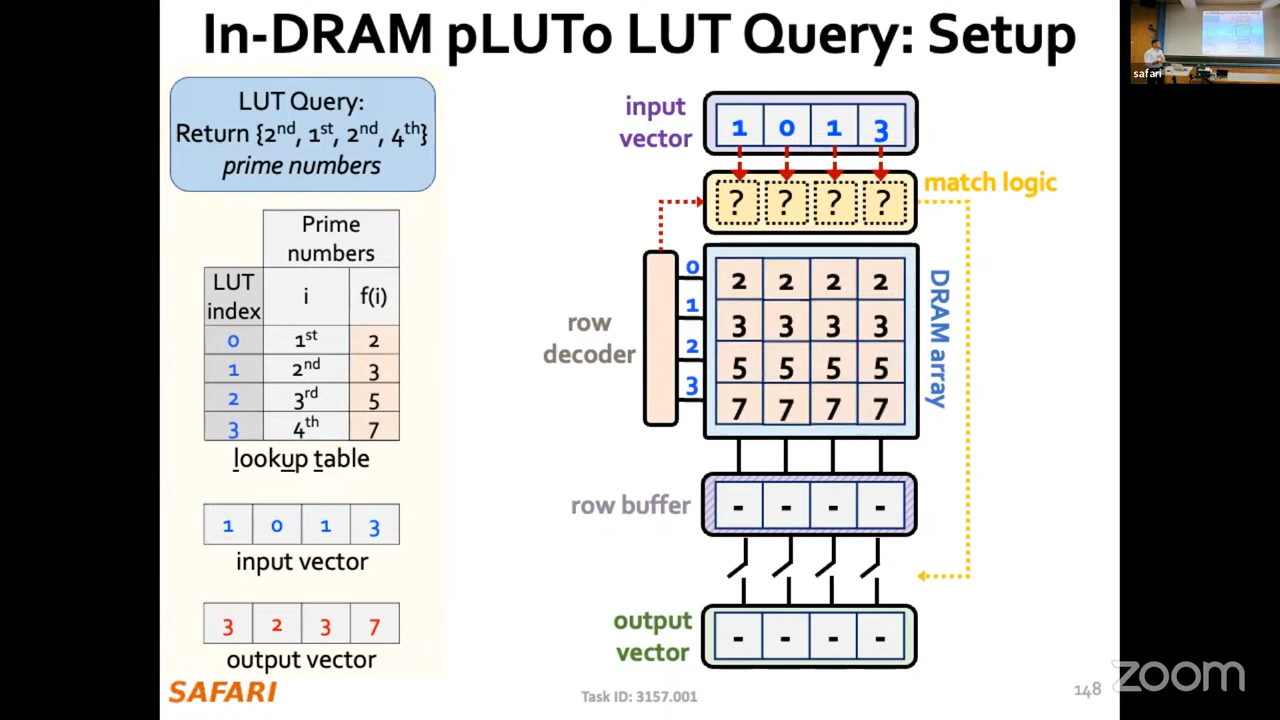 In-DRAM pLUTo LUT Query: Setup
safari
LUT Query:
Return {2nd, 1st, 2nd, 4th}
prime numbers
Prime
numbers
LUT
index
i
f(i)
0 1st 2
1 2nd 3
2 3rd 5
3 4th 7
lookup table
1 0 1 3
input vector
3 2 3 7
output vector
input
vector
1 0 1 3
? ? ? ?
match logic
row
decoder
0
1
2
3
2 2 2 2
3 3 3 3
5 5 5 5
7 7 7 7
DRAM array
row buffer
- - - -
output
vector
- - - -
SAFARI
Task ID: 3157.001
148
zoom